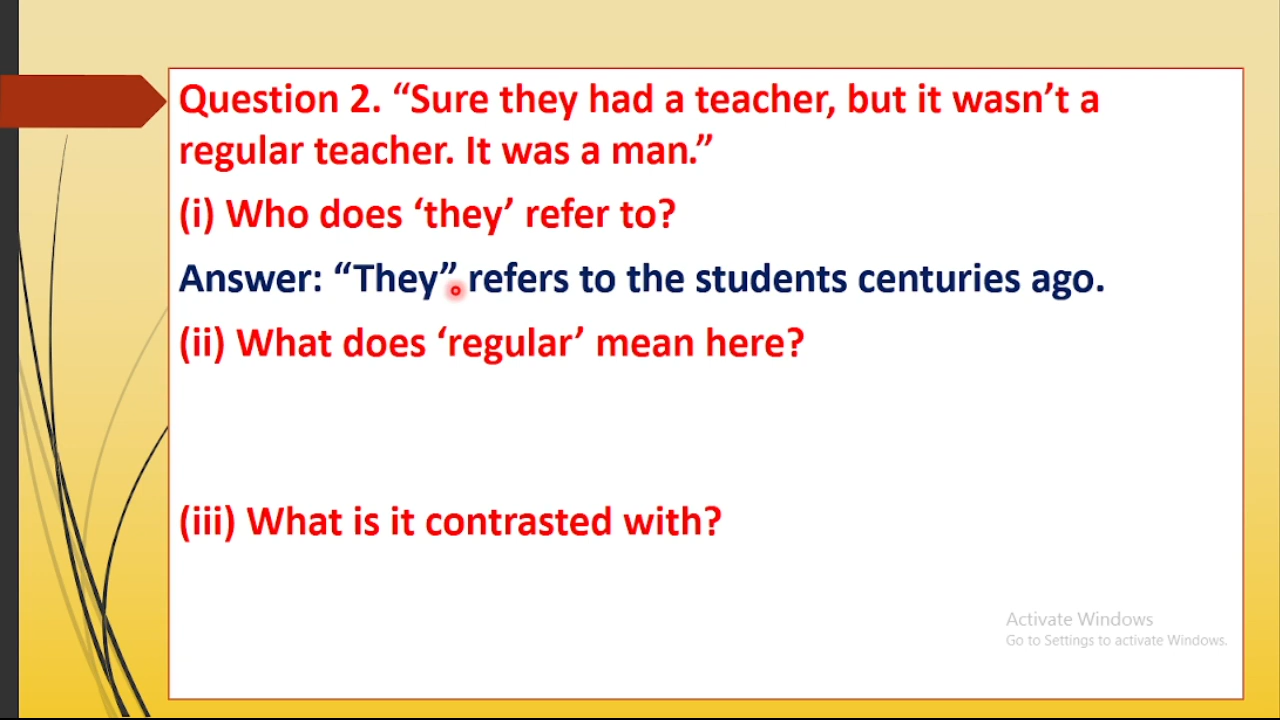 Question 2. “Sure they had a teacher, but it wasn’t a
regular teacher. It was a man.”
(i) Who does ‘they’ refer to?
Answer: “They” refers to the students centuries ago.
(ii) What does ‘regular’ mean here?
(iii) What is it contrasted with?
Activate Windows
Go to Settings to activate Windows.